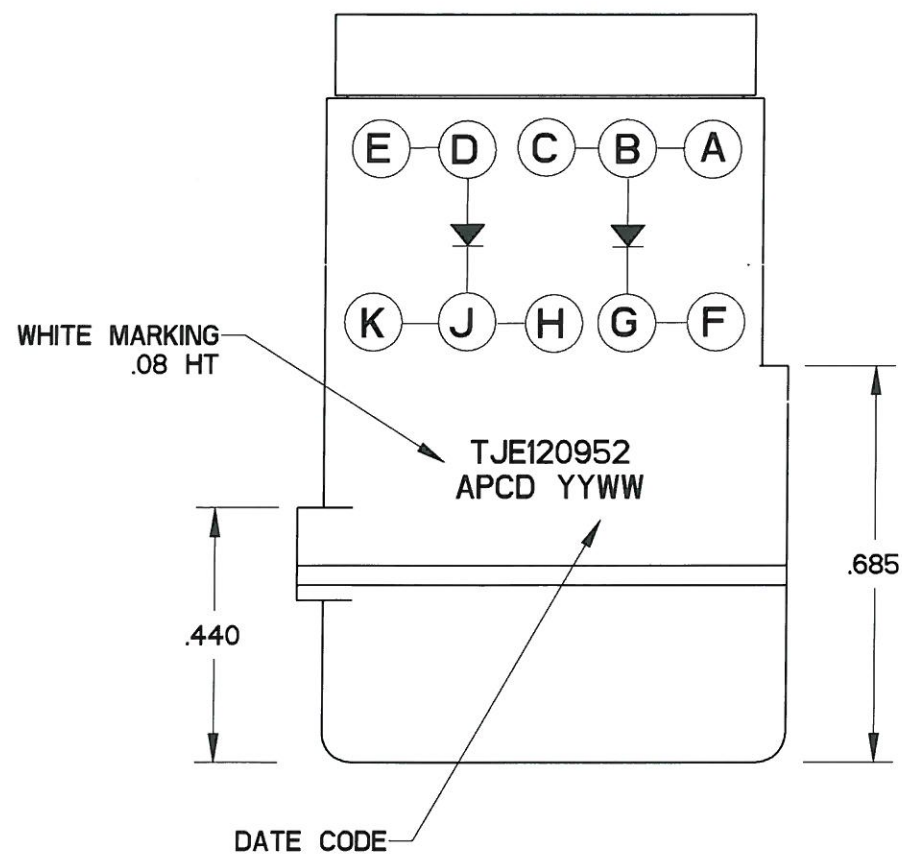 E D C B A
K J H G F
WHITE MARKING
.08 HT
TJE120952
APCD YYWW
.685
.440
DATE CODE